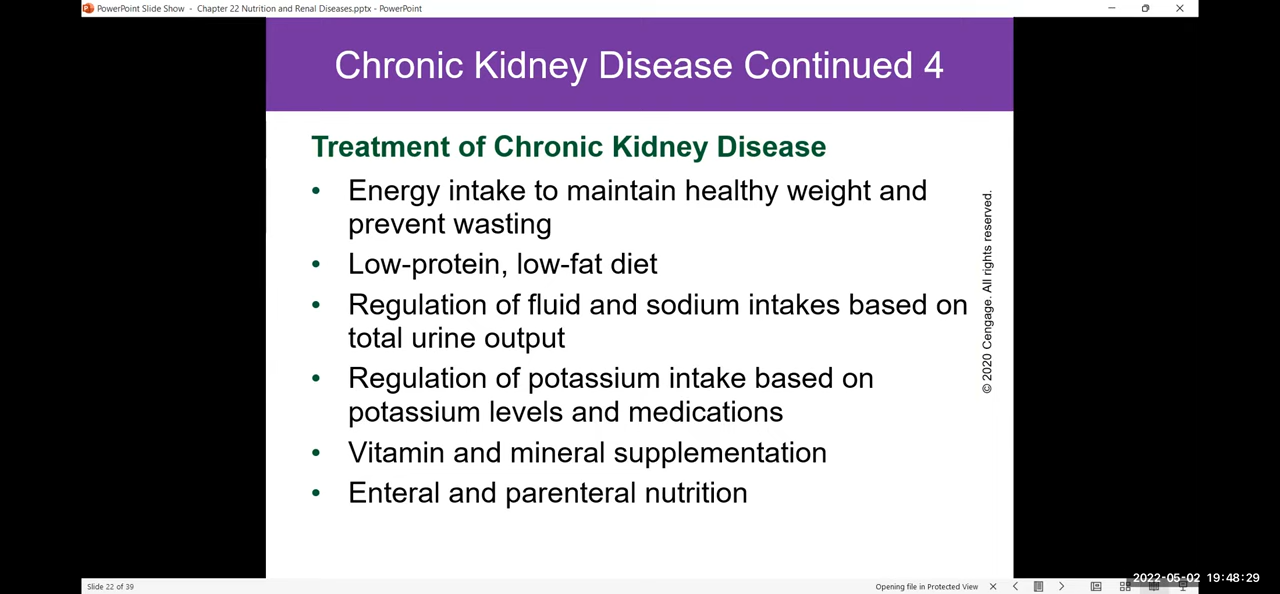 PowerPoint Slide Show - Chapter 22 Nutrition and Renal Diseases.pptx - PowerPoint
Chronic Kidney Disease Continued 4
Treatment of Chronic Kidney Disease
• Energy intake to maintain healthy weight and
prevent wasting
• Low-protein, low-fat diet
• Regulation of fluid and sodium intakes based on
total urine output
• Regulation of potassium intake based on
potassium levels and medications
• Vitamin and mineral supplementation
• Enteral and parenteral nutrition
© 2020 Cengage. All rights reserved.
Slide 22 of 39
Opening file in Protected View
2022-05-02 19:48:29